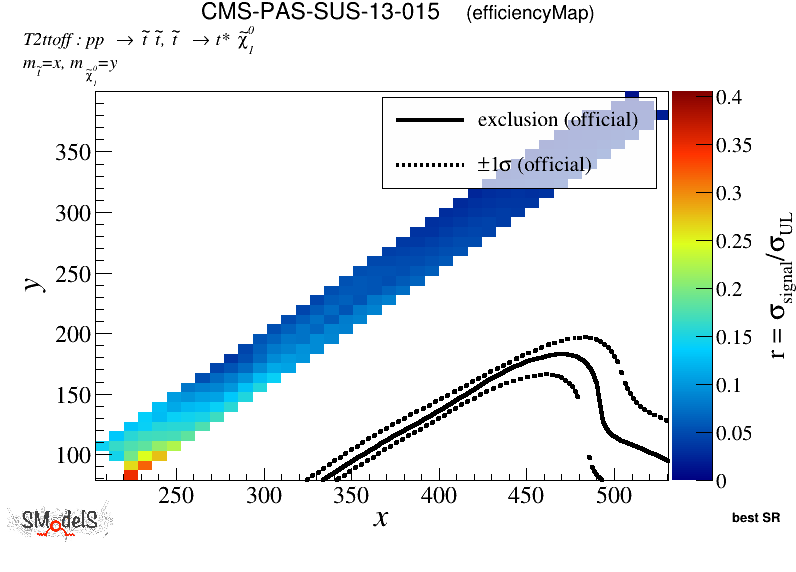 CMS-PAS-SUS-13-015 (efficiencyMap)
T2ttoff : pp → t̃ t̃, t̃ → t* χ̃⁰₁
m_t̃=x, m_χ̃⁰₁=y
exclusion (official)
±1σ (official)
y
350
300
250
200
150
100
250
300
350
400
450
500
x
0.4
0.35
0.3
0.25
0.2
0.15
0.1
0.05
0
r = σ_signal/σ_UL
SModelS
best SR